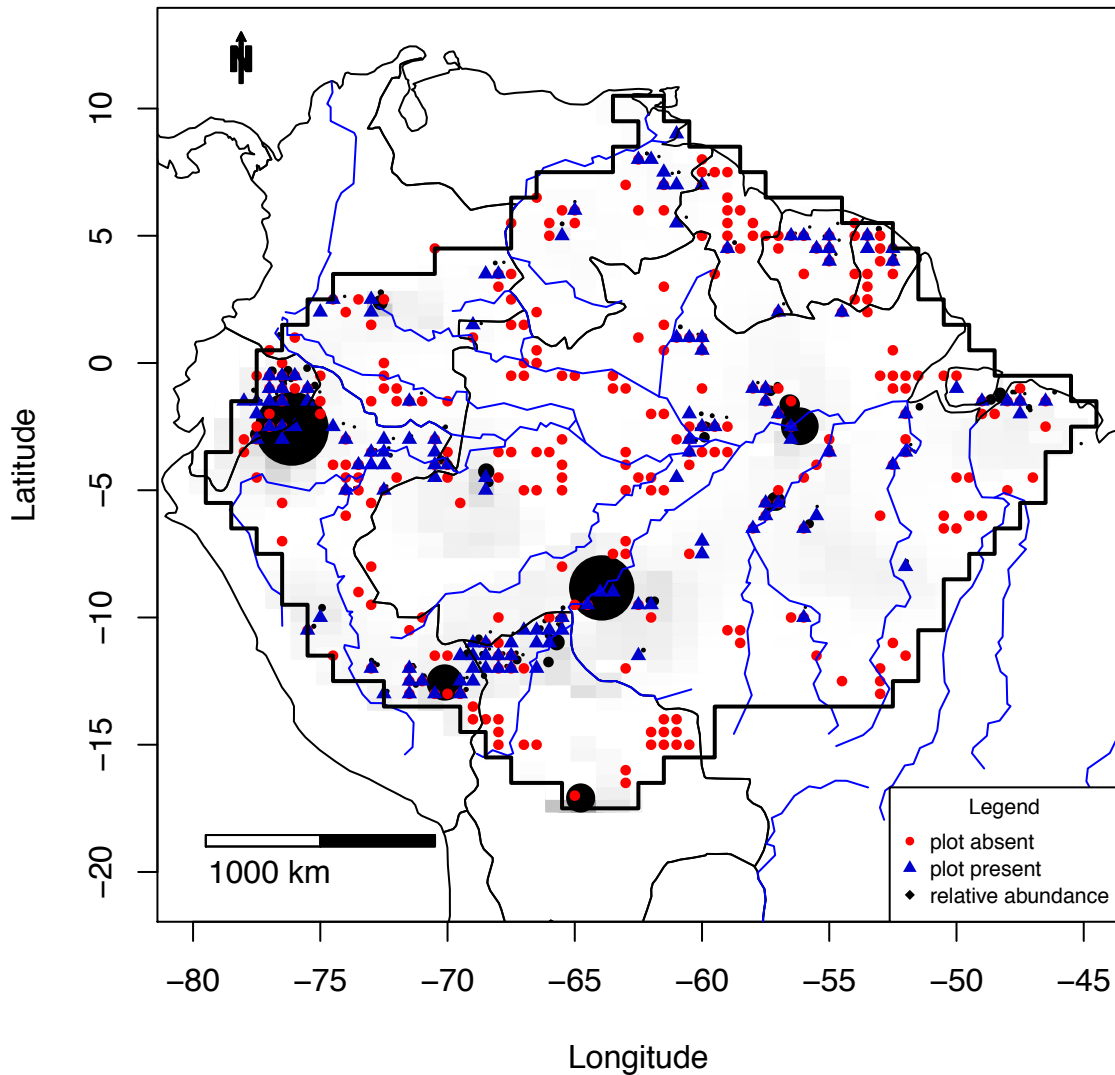 N
10
5
0
−5
−10
−15
−20
Latitude
1000 km
Legend
plot absent
plot present
relative abundance
−80 −75 −70 −65 −60 −55 −50 −45
Longitude